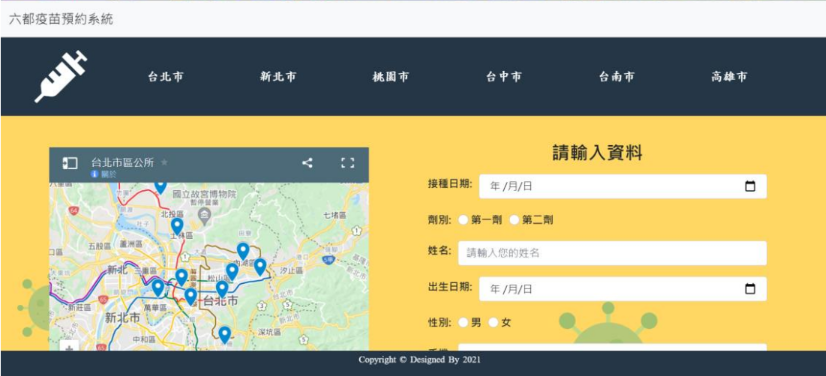 六都疫苗預約系統
台北市 新北市 桃園市 台中市 台南市 高雄市
台北市區公所
關於
國立故宮博物院
暫停營業
北投區
七堵區
士林區
五股區
蘆洲區
內湖區
汐止區
新北
三重區
松山區
台北市
新莊區
萬華區
新北市
中和區
深坑區
請輸入資料
接種日期: 年 /月/日
劑別: 第一劑 第二劑
姓名: 請輸入您的姓名
出生日期: 年 /月/日
性別: 男 女
Copyright © Designed By 2021